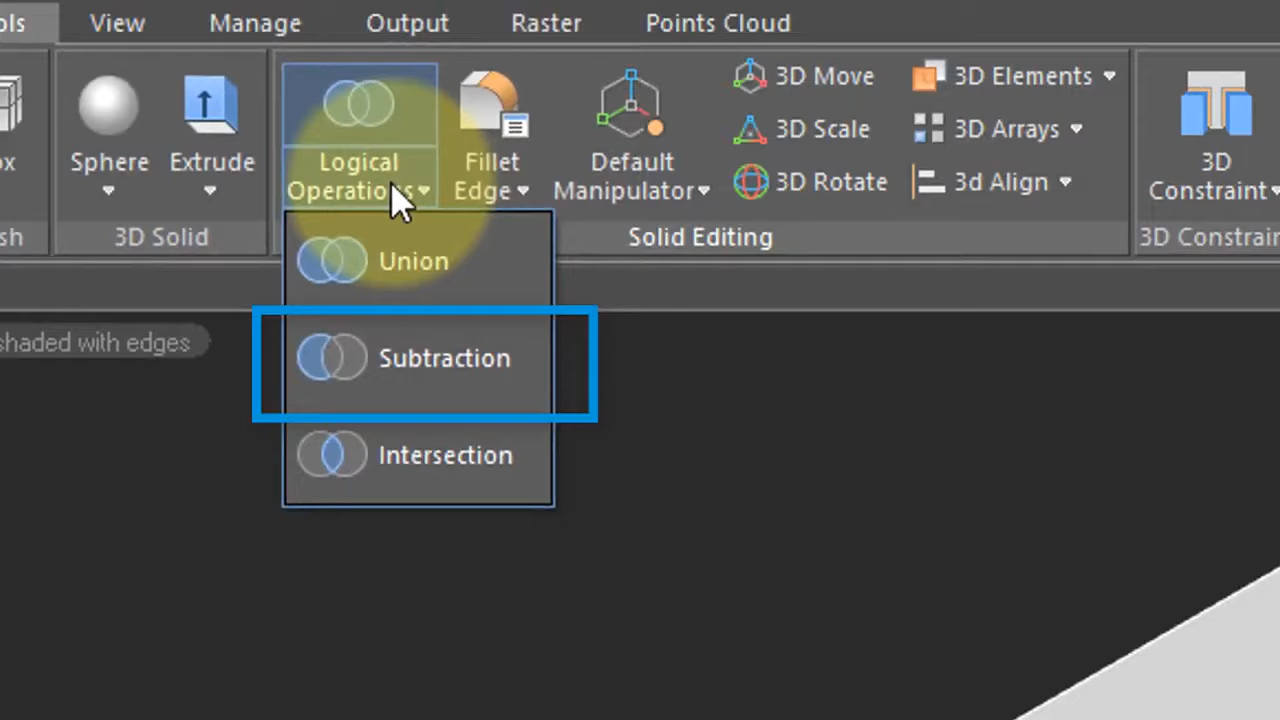 ols View Manage Output Raster Points Cloud
3D Move 3D Elements
3D Scale 3D Arrays
3D Rotate 3d Align
ox Sphere Extrude Logical Operations Fillet Edge Default Manipulator 3D Constraint
sh 3D Solid Solid Editing 3D Constrain
Union
shaded with edges
Subtraction
Intersection